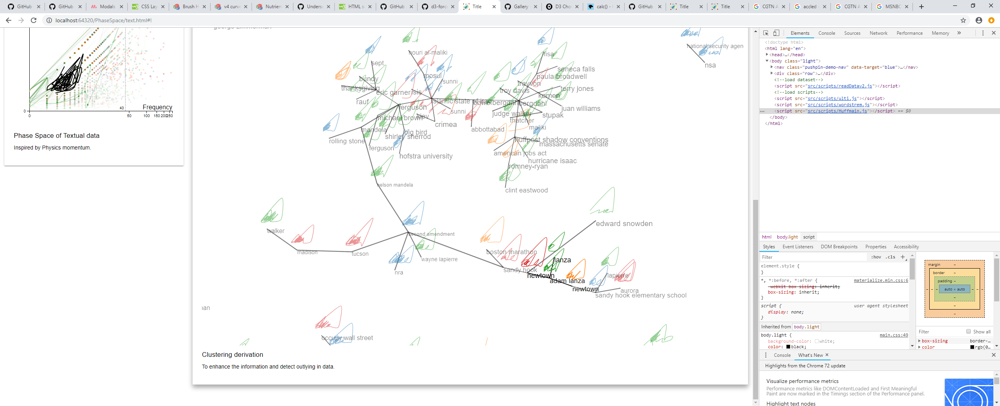 GitHub
GitHub
Modals
CSS Lay
Brush H
v4 curve
Nutrien
Undersc
HTML s
GitHub
d3-force
Title
Gallery
D3 Cho
calc() -
GitHub
Title
Title
CGTN A
accled -
CGTN A
MSNBC
localhost:64320/PhaseSpace/text.html#!
0
0
43
50
100
150
200
250
Frequency
Phase Space of Textual data
Inspired by Physics momentum.
george zimmerman
nouri al-maliki
sept.
mosul
sunni
bundy
thanksgiving
eric garner
isis
rauf
islamic state of iraq
ferguson
sunni
michael brown
kiev
crimea
mandela
big bird
shirley sherrod
rolling stone
ferguson
hofstra university
nelson mandela
ffisa
seneca falls
paula broadwell
trayvon
troy davis
terry jones
komen
bowe bergdahl
bergdahl
juan williams
judge walker
stupak
thatcher
abbottabad
maliki
huffpost shadow conventions
massachusetts senate
american jobs act
hurricane isaac
romney-ryan
clint eastwood
national security agen
nsa
walker
madison
tucson
second amendment
wayne lapierre
nra
edward snowden
boston marathon
lanza
sandy hook
newtown
adam lanza
lapierre
newtown
aurora
sandy hook elementary school
occupy wall street
Clustering derivation
To enhance the information and detect outlying in data.
Elements Console Sources Network Performance Memory
<!doctype html>
<html lang="en">
<head>…</head>
<body class="light">
<nav class="pushpin-demo-nav" data-target="blue">…</nav>
<div class="row">…</div>
<!--load dataset-->
<script src="src/scripts/readDatav2.js"></script>
<!--load scripts-->
<script src="src/scripts/ulti.js"></script>
<script src="src/scripts/wordstrem.js"></script>
<script src="src/scripts/Huffmain.js"></script> == $0
</body>
</html>
html body.light script
Styles Event Listeners DOM Breakpoints Properties Accessibility
Filter :hov .cls
element.style {
}
*, *:before, *:after { materialize.min.css:6
-webkit-box-sizing: inherit;
box-sizing: inherit;
}
script { user agent stylesheet
display: none;
}
Inherited from body.light
body.light { main.css:49
background-color: white;
color: black;
margin –
border –
padding –
auto × auto
–
–
–
Filter Show all
box-sizing border-…
color rgb(0…
Console What's New
Highlights from the Chrome 72 update
Visualize performance metrics
Performance metrics like DOMContentLoaded and First Meaningful
Paint are now marked in the Timings section of the Performance panel.
Highlight text nodes